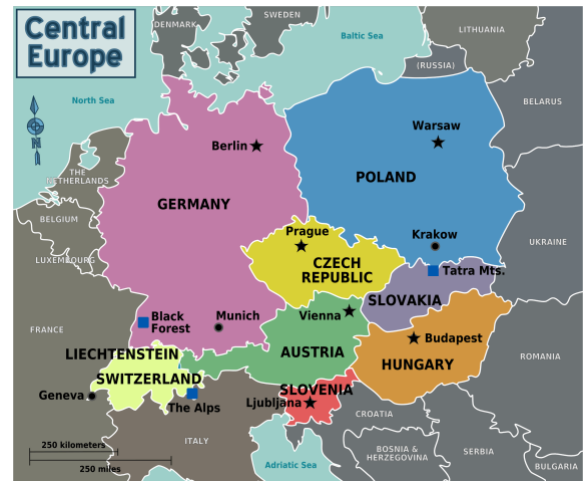 Central
Europe
DENMARK
SWEDEN
Baltic Sea
LITHUANIA
(RUSSIA)
North Sea
BELARUS
N
Berlin
Warsaw
THE
NETHERLANDS
GERMANY
POLAND
BELGIUM
Prague
Krakow
UKRAINE
LUXEMBOURG
CZECH
REPUBLIC
Tatra Mts.
SLOVAKIA
Black
Forest
Munich
Vienna
FRANCE
LIECHTENSTEIN
AUSTRIA
Budapest
ROMANIA
SWITZERLAND
HUNGARY
Geneva
The Alps
SLOVENIA
Ljubljana
CROATIA
ITALY
250 kilometers
250 miles
Adriatic Sea
BOSNIA &
HERZEGOVINA
SERBIA
BULGARIA